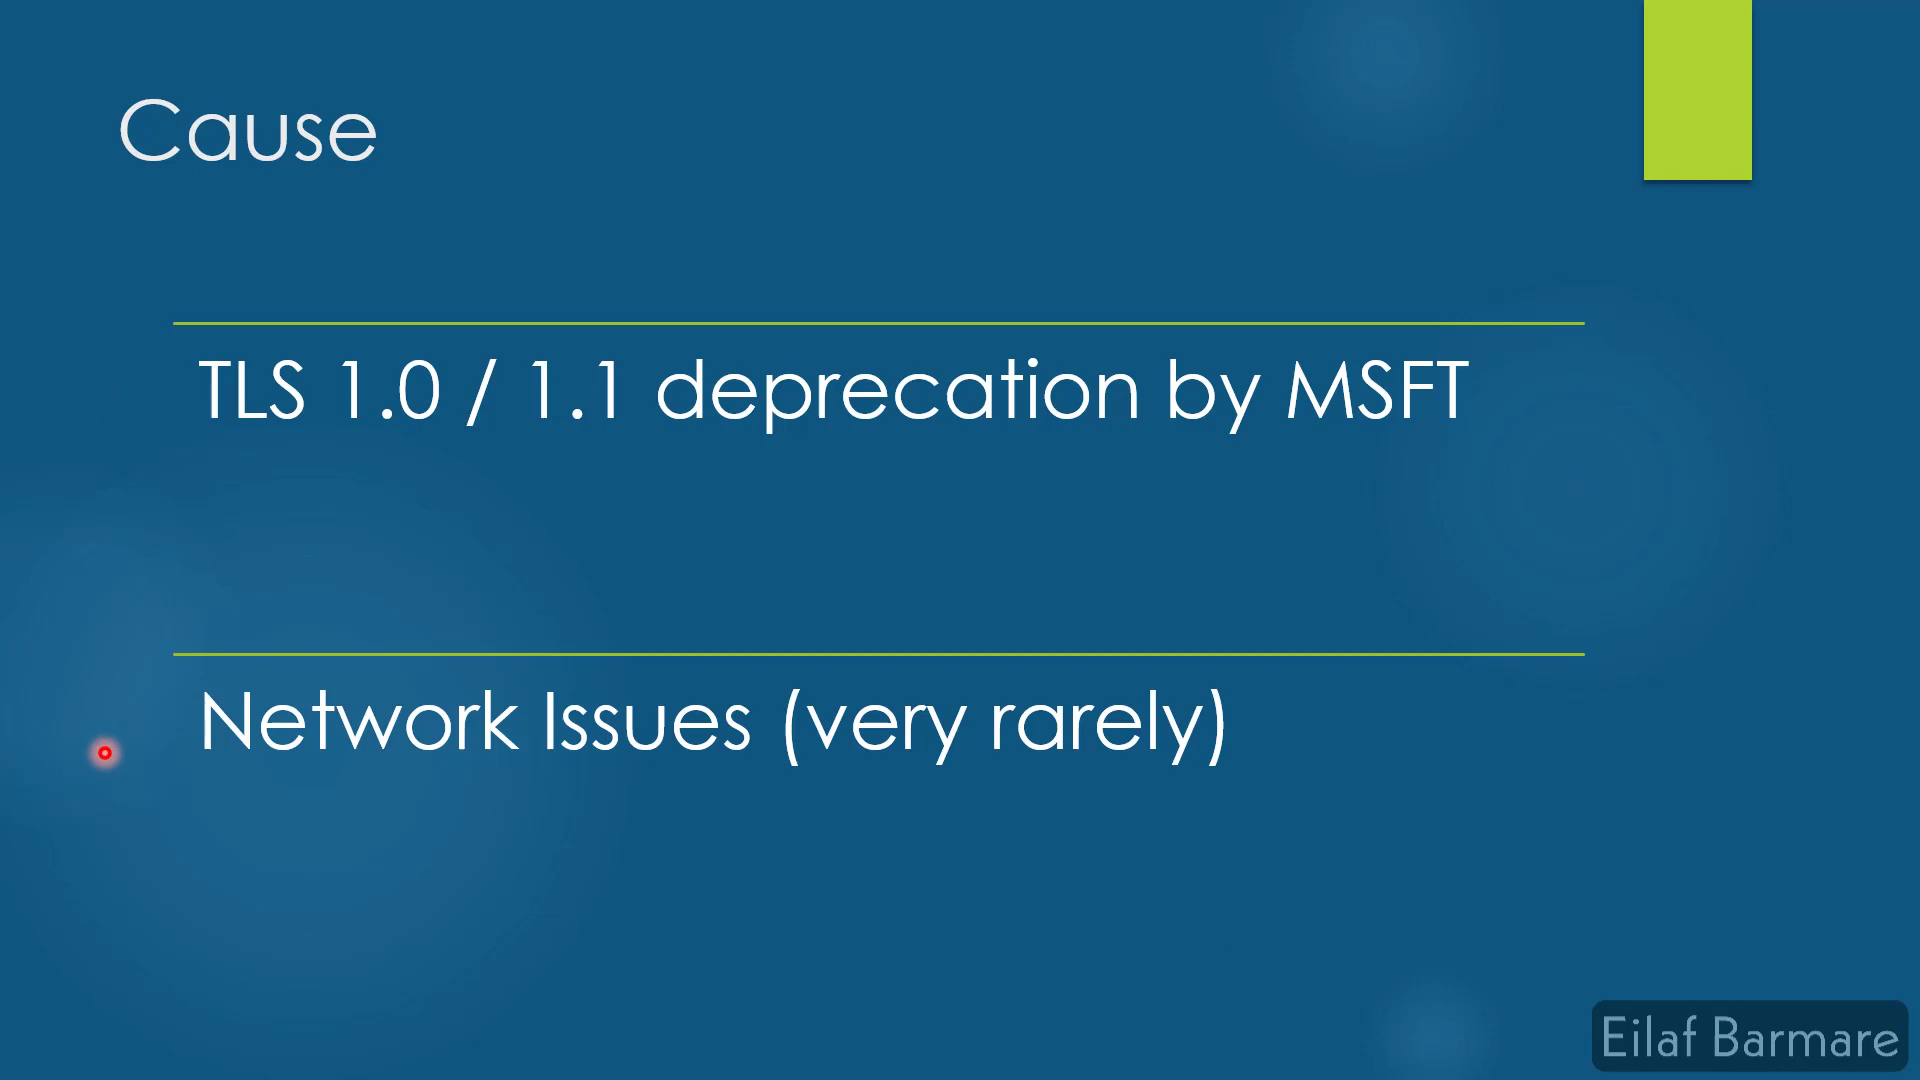 Cause
TLS 1.0 / 1.1 deprecation by MSFT
Network Issues (very rarely)
Eilaf Barmare